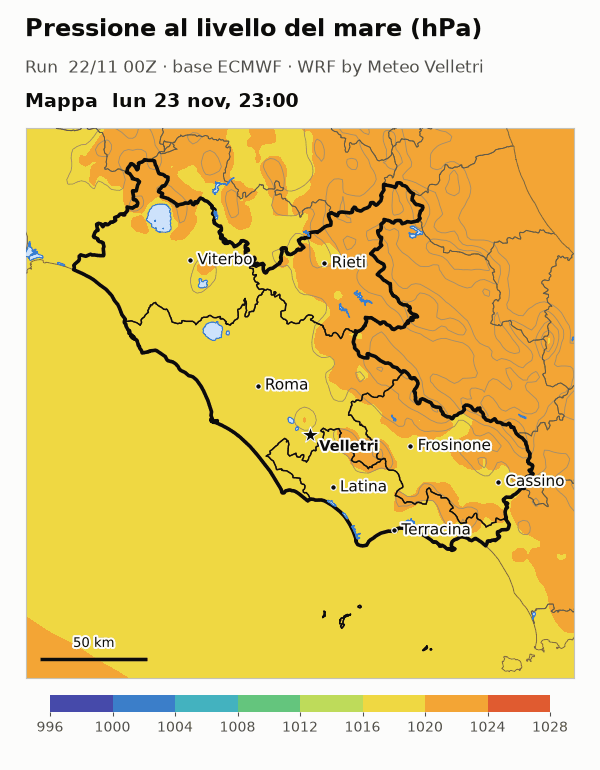 Pressione al livello del mare (hPa)
Run 22/11 00Z · base ECMWF · WRF by Meteo Velletri
Mappa lun 23 nov, 23:00
Viterbo
Rieti
Roma
Velletri
Frosinone
Cassino
Latina
Terracina
50 km
996 1000 1004 1008 1012 1016 1020 1024 1028